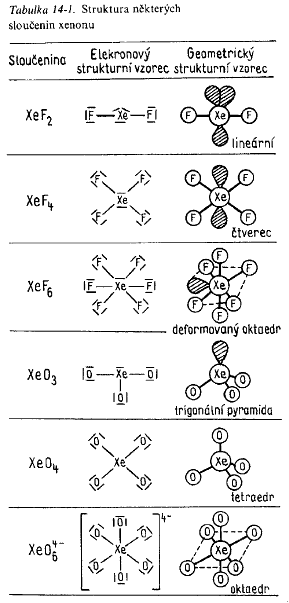 Tabulka 14-1. Struktura některých
sloučenin xenonu
Sloučenina
Elekronový
strukturní vzorec
Geometrický
strukturní vzorec
XeF2
|F Xe F|
F Xe F
lineární
XeF4
F F
Xe
F F
F F
Xe
F F
čtverec
XeF6
F F
|F Xe F|
F F
F
F F
Xe
F F
F
deformovaný oktaedr
XeO3
|O Xe O|
|O|
Xe
O O O
trigonální pyramida
XeO4
O O
Xe
O O
O
Xe
O O O
tetraedr
XeO6 4-
|O|
O O
Xe
O O
|O|
4-
O
O O
Xe
O O
O
oktaedr